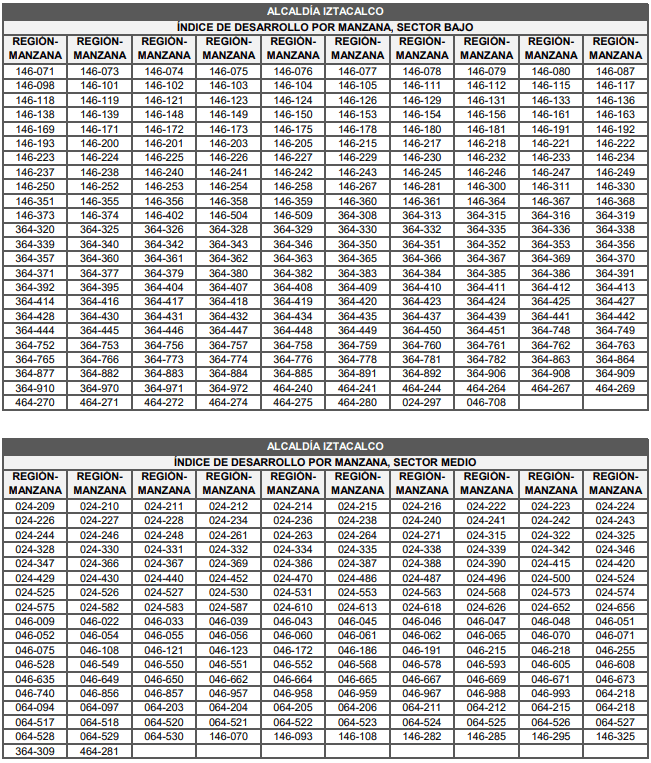 ALCALDÍA IZTACALCO
ÍNDICE DE DESARROLLO POR MANZANA, SECTOR BAJO
REGIÓN- REGIÓN- REGIÓN- REGIÓN- REGIÓN- REGIÓN- REGIÓN- REGIÓN- REGIÓN- REGIÓN-
MANZANA MANZANA MANZANA MANZANA MANZANA MANZANA MANZANA MANZANA MANZANA MANZANA
146-071 146-073 146-074 146-075 146-076 146-077 146-078 146-079 146-080 146-087
146-098 146-101 146-102 146-103 146-104 146-105 146-111 146-112 146-115 146-117
146-118 146-119 146-121 146-123 146-124 146-126 146-129 146-131 146-133 146-136
146-138 146-139 146-148 146-149 146-150 146-153 146-154 146-156 146-161 146-163
146-169 146-171 146-172 146-173 146-175 146-178 146-180 146-181 146-191 146-192
146-193 146-200 146-201 146-203 146-205 146-215 146-217 146-218 146-221 146-222
146-223 146-224 146-225 146-226 146-227 146-229 146-230 146-232 146-233 146-234
146-237 146-238 146-240 146-241 146-242 146-243 146-245 146-246 146-247 146-249
146-250 146-252 146-253 146-254 146-258 146-267 146-281 146-300 146-311 146-330
146-351 146-355 146-356 146-358 146-359 146-360 146-361 146-364 146-367 146-368
146-373 146-374 146-402 146-504 146-509 364-308 364-313 364-315 364-316 364-319
364-320 364-325 364-326 364-328 364-329 364-330 364-332 364-335 364-336 364-338
364-339 364-340 364-342 364-343 364-346 364-350 364-351 364-352 364-353 364-356
364-357 364-360 364-361 364-362 364-363 364-365 364-366 364-367 364-369 364-370
364-371 364-377 364-379 364-380 364-382 364-383 364-384 364-385 364-386 364-391
364-392 364-395 364-404 364-407 364-408 364-409 364-410 364-411 364-412 364-413
364-414 364-416 364-417 364-418 364-419 364-420 364-423 364-424 364-425 364-427
364-428 364-430 364-431 364-432 364-434 364-435 364-437 364-439 364-441 364-442
364-444 364-445 364-446 364-447 364-448 364-449 364-450 364-451 364-748 364-749
364-752 364-753 364-756 364-757 364-758 364-759 364-760 364-761 364-762 364-763
364-765 364-766 364-773 364-774 364-776 364-778 364-781 364-782 364-863 364-864
364-877 364-882 364-883 364-884 364-885 364-891 364-892 364-906 364-908 364-909
364-910 364-970 364-971 364-972 464-240 464-241 464-244 464-264 464-267 464-269
464-270 464-271 464-272 464-274 464-275 464-280 024-297 046-708
ALCALDÍA IZTACALCO
ÍNDICE DE DESARROLLO POR MANZANA, SECTOR MEDIO
REGIÓN- REGIÓN- REGIÓN- REGIÓN- REGIÓN- REGIÓN- REGIÓN- REGIÓN- REGIÓN- REGIÓN-
MANZANA MANZANA MANZANA MANZANA MANZANA MANZANA MANZANA MANZANA MANZANA MANZANA
024-209 024-210 024-211 024-212 024-214 024-215 024-216 024-222 024-223 024-224
024-226 024-227 024-228 024-234 024-236 024-238 024-240 024-241 024-242 024-243
024-244 024-246 024-248 024-261 024-263 024-264 024-271 024-315 024-322 024-325
024-328 024-330 024-331 024-332 024-334 024-335 024-338 024-339 024-342 024-346
024-347 024-366 024-367 024-369 024-386 024-387 024-388 024-390 024-415 024-420
024-429 024-430 024-440 024-452 024-470 024-486 024-487 024-496 024-500 024-524
024-525 024-526 024-527 024-530 024-531 024-553 024-563 024-568 024-573 024-574
024-575 024-582 024-583 024-587 024-610 024-613 024-618 024-626 024-652 024-656
046-009 046-022 046-033 046-039 046-043 046-045 046-046 046-047 046-048 046-051
046-052 046-054 046-055 046-056 046-060 046-061 046-062 046-065 046-070 046-071
046-075 046-108 046-121 046-123 046-172 046-186 046-191 046-215 046-218 046-255
046-528 046-549 046-550 046-551 046-552 046-568 046-578 046-593 046-605 046-608
046-635 046-649 046-650 046-662 046-664 046-665 046-667 046-669 046-671 046-673
046-740 046-856 046-857 046-957 046-958 046-959 046-967 046-988 046-993 064-218
064-094 064-097 064-203 064-204 064-205 064-206 064-211 064-212 064-215 064-218
064-517 064-518 064-520 064-521 064-522 064-523 064-524 064-525 064-526 064-527
064-528 064-529 064-530 146-070 146-093 146-108 146-282 146-285 146-295 146-325
364-309 464-281